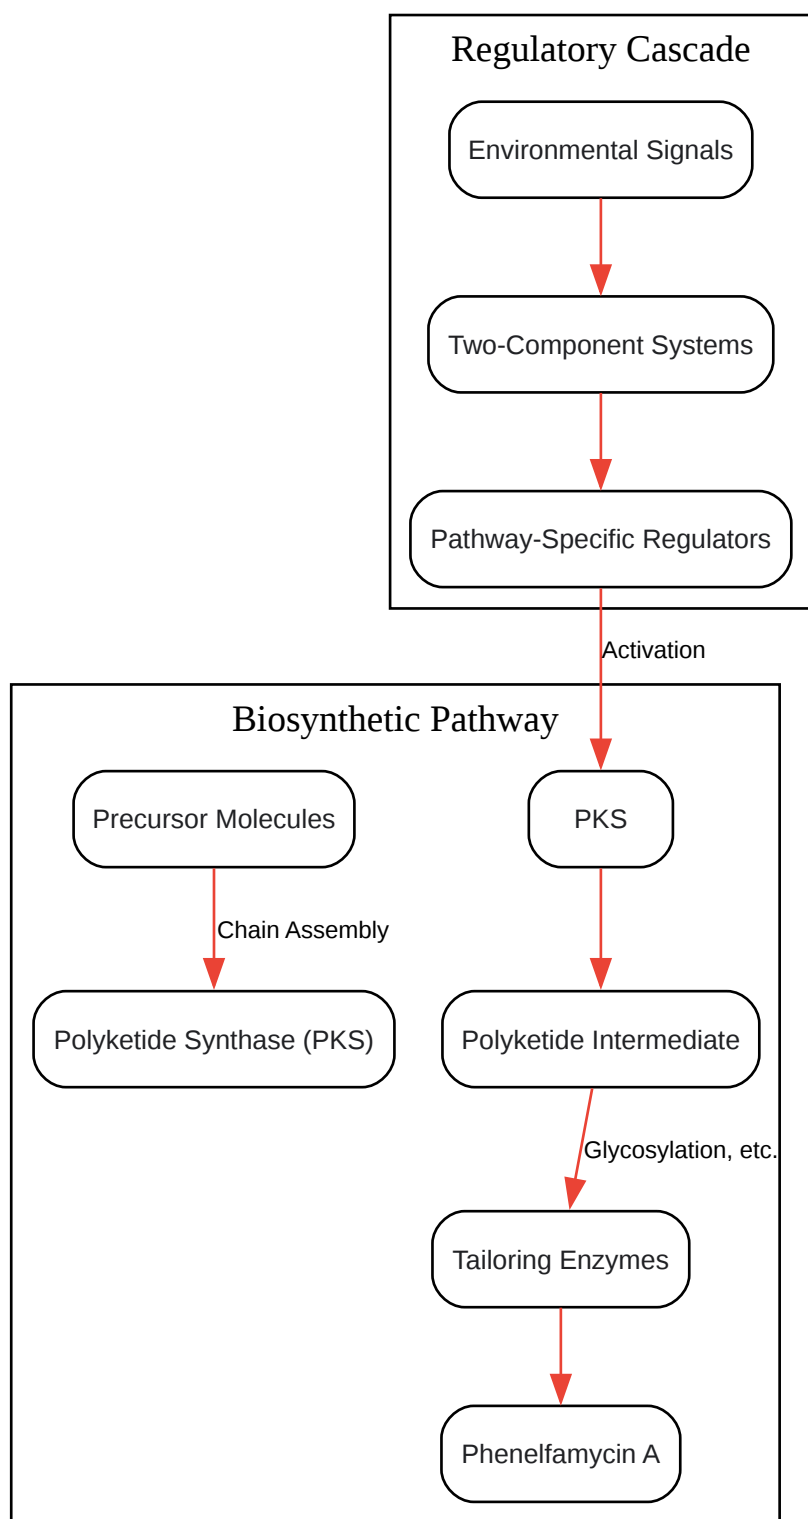 Regulatory Cascade
Environmental Signals
Two-Component Systems
Pathway-Specific Regulators
Activation
Biosynthetic Pathway
Precursor Molecules
PKS
Chain Assembly
Polyketide Synthase (PKS)
Polyketide Intermediate
Glycosylation, etc.
Tailoring Enzymes
Phenelfamycin A